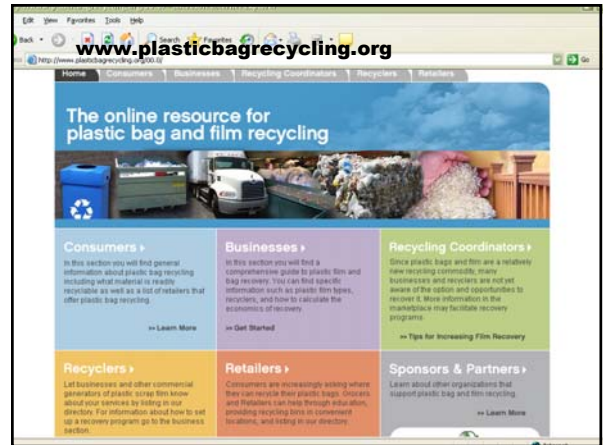 Edit View Favorites Tools Help
Back Search Favorites
www.plasticbagrecycling.org
http://www.plasticbagrecycling.org/00.0/
Go
Home Consumers Businesses Recycling Coordinators Recyclers Retailers
The online resource for
plastic bag and film recycling
Consumers
In this section you will find general
information about plastic bag recycling
including what material is readily
recyclable as well as a list of retailers that
offer plastic bag recycling.
>> Learn More
Businesses
In this section you will find a
comprehensive guide to plastic film and
bag recovery. You can find specific
information such as plastic film types,
recyclers, and how to calculate the
economics of recovery.
>> Get Started
Recycling Coordinators
Since plastic bags and film are a relatively
new recycling commodity, many
businesses and recyclers are not yet
aware of the option and opportunities to
recover it. More information in the
marketplace may facilitate recovery
programs.
>> Tips for Increasing Film Recovery
Recyclers
Let businesses and other commercial
generators of plastic scrap film know
about your services by listing in our
directory. For information about how to set
up a recovery program go to the business
section.
Retailers
Consumers are increasingly asking where
they can recycle their plastic bags. Grocers
and Retailers can help through education,
providing recycling bins in convenient
locations, and listing in our directory.
Sponsors & Partners
Learn about other organizations that
support plastic bag and film recycling.
>> Learn More